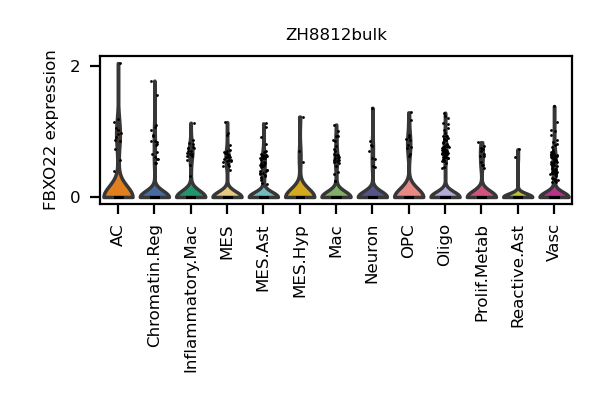 ZH8812bulk
FBXO22 expression
2
0
AC
Chromatin.Reg
Inflammatory.Mac
MES
MES.Ast
MES.Hyp
Mac
Neuron
OPC
Oligo
Prolif.Metab
Reactive.Ast
Vasc